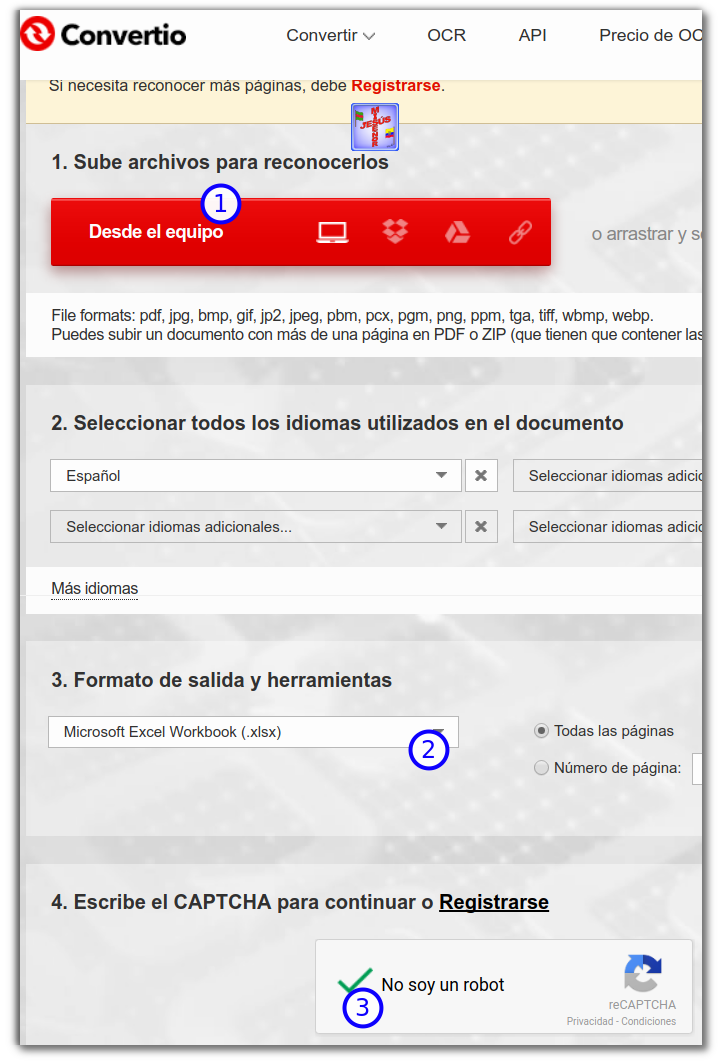 Convertio
Convertir
OCR
API
Precio de OC
Si necesita reconocer más páginas, debe Registrarse.
JESÚS
1. Sube archivos para reconocerlos
1
Desde el equipo
o arrastrar y s
File formats: pdf, jpg, bmp, gif, jp2, jpeg, pbm, pcx, pgm, png, ppm, tga, tiff, wbmp, webp.
Puedes subir un documento con más de una página en PDF o ZIP (que tienen que contener las
2. Seleccionar todos los idiomas utilizados en el documento
Español
Seleccionar idiomas adicio
Seleccionar idiomas adicionales...
Seleccionar idiomas adicio
Más idiomas
3. Formato de salida y herramientas
Microsoft Excel Workbook (.xlsx)
2
Todas las páginas
Número de página:
4. Escribe el CAPTCHA para continuar o Registrarse
No soy un robot
3
reCAPTCHA
Privacidad - Condiciones